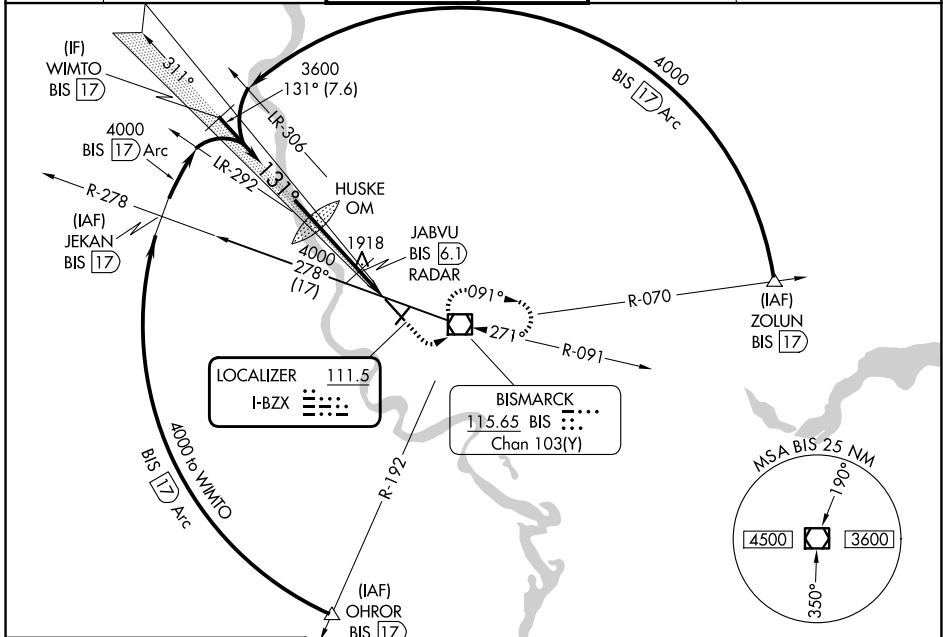 (IF)
WIMTO
BIS 17
311°
3600
131° (7.6)
4000
BIS 17 Arc
4000
BIS 17 Arc
LR-306
LR-292
131°
R-278
(IAF)
JEKAN
BIS 17
HUSKE
OM
1918
JABVU
BIS 6.1
RADAR
4000
278°
(17)
091°
271°
R-070
R-091
(IAF)
ZOLUN
BIS 17
LOCALIZER 111.5
I-BZX
BISMARCK
115.65 BIS
Chan 103(Y)
4000 to WIMTO
BIS 17 Arc
R-192
(IAF)
OHROR
BIS 17
MSA BIS 25 NM
190°
4500
3600
350°